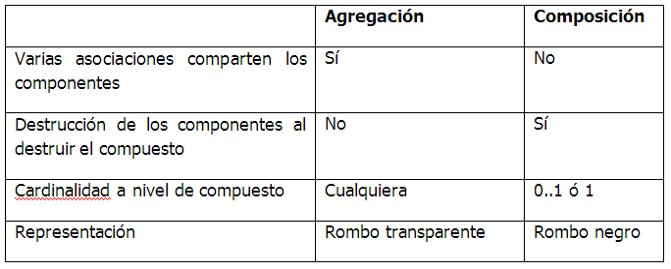 Agregación Composición
Varias asociaciones comparten los Sí No
componentes
Destrucción de los componentes al No Sí
destruir el compuesto
Cardinalidad a nivel de compuesto Cualquiera 0..1 ó 1
Representación Rombo transparente Rombo negro